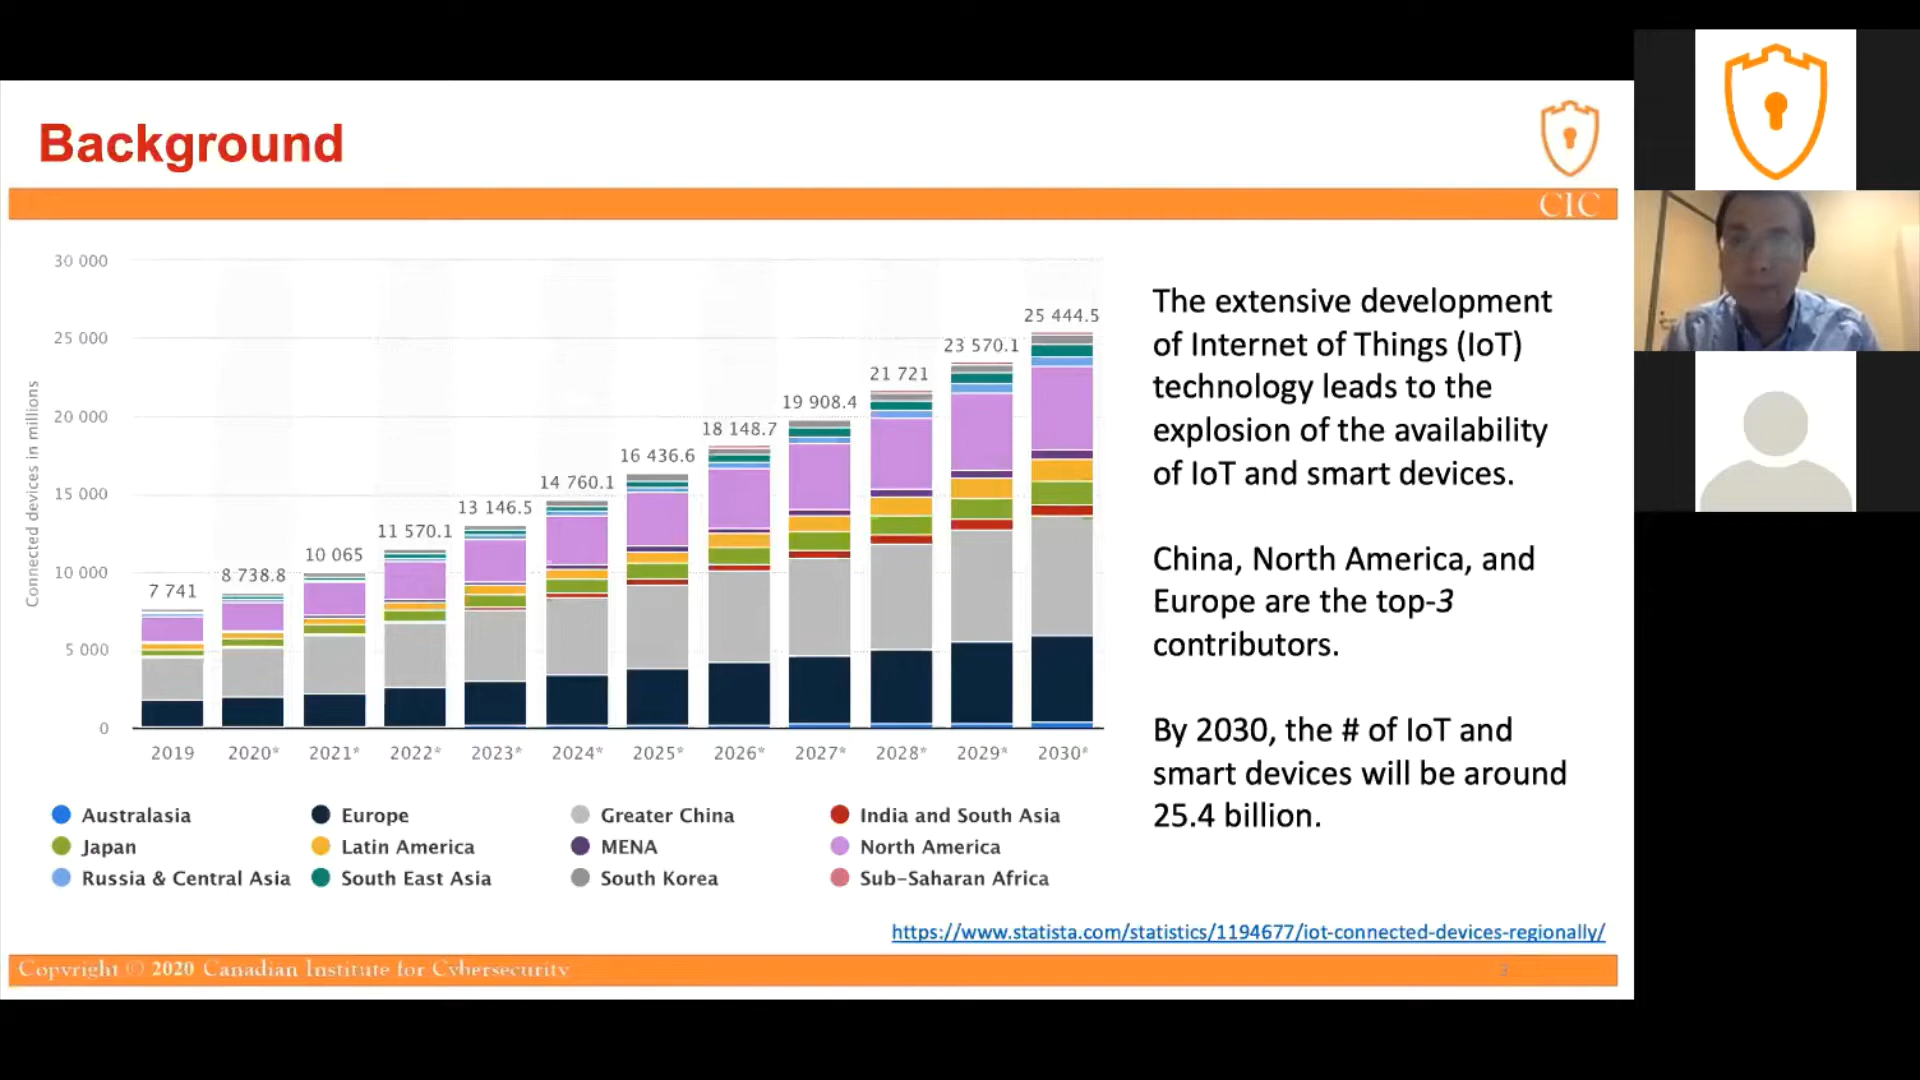 Background
CIC
30 000
25 000
20 000
15 000
10 000
5 000
0
Connected devices in millions
7 741
8 738.8
10 065
11 570.1
13 146.5
14 760.1
16 436.6
18 148.7
19 908.4
21 721
23 570.1
25 444.5
2019 2020* 2021* 2022* 2023* 2024* 2025* 2026* 2027* 2028* 2029* 2030*
Australasia Europe Greater China India and South Asia
Japan Latin America MENA North America
Russia & Central Asia South East Asia South Korea Sub-Saharan Africa
The extensive development
of Internet of Things (IoT)
technology leads to the
explosion of the availability
of IoT and smart devices.
China, North America, and
Europe are the top-3
contributors.
By 2030, the # of IoT and
smart devices will be around
25.4 billion.
https://www.statista.com/statistics/1194677/iot-connected-devices-regionally/
Copyright © 2020 Canadian Institute for Cybersecurity
3